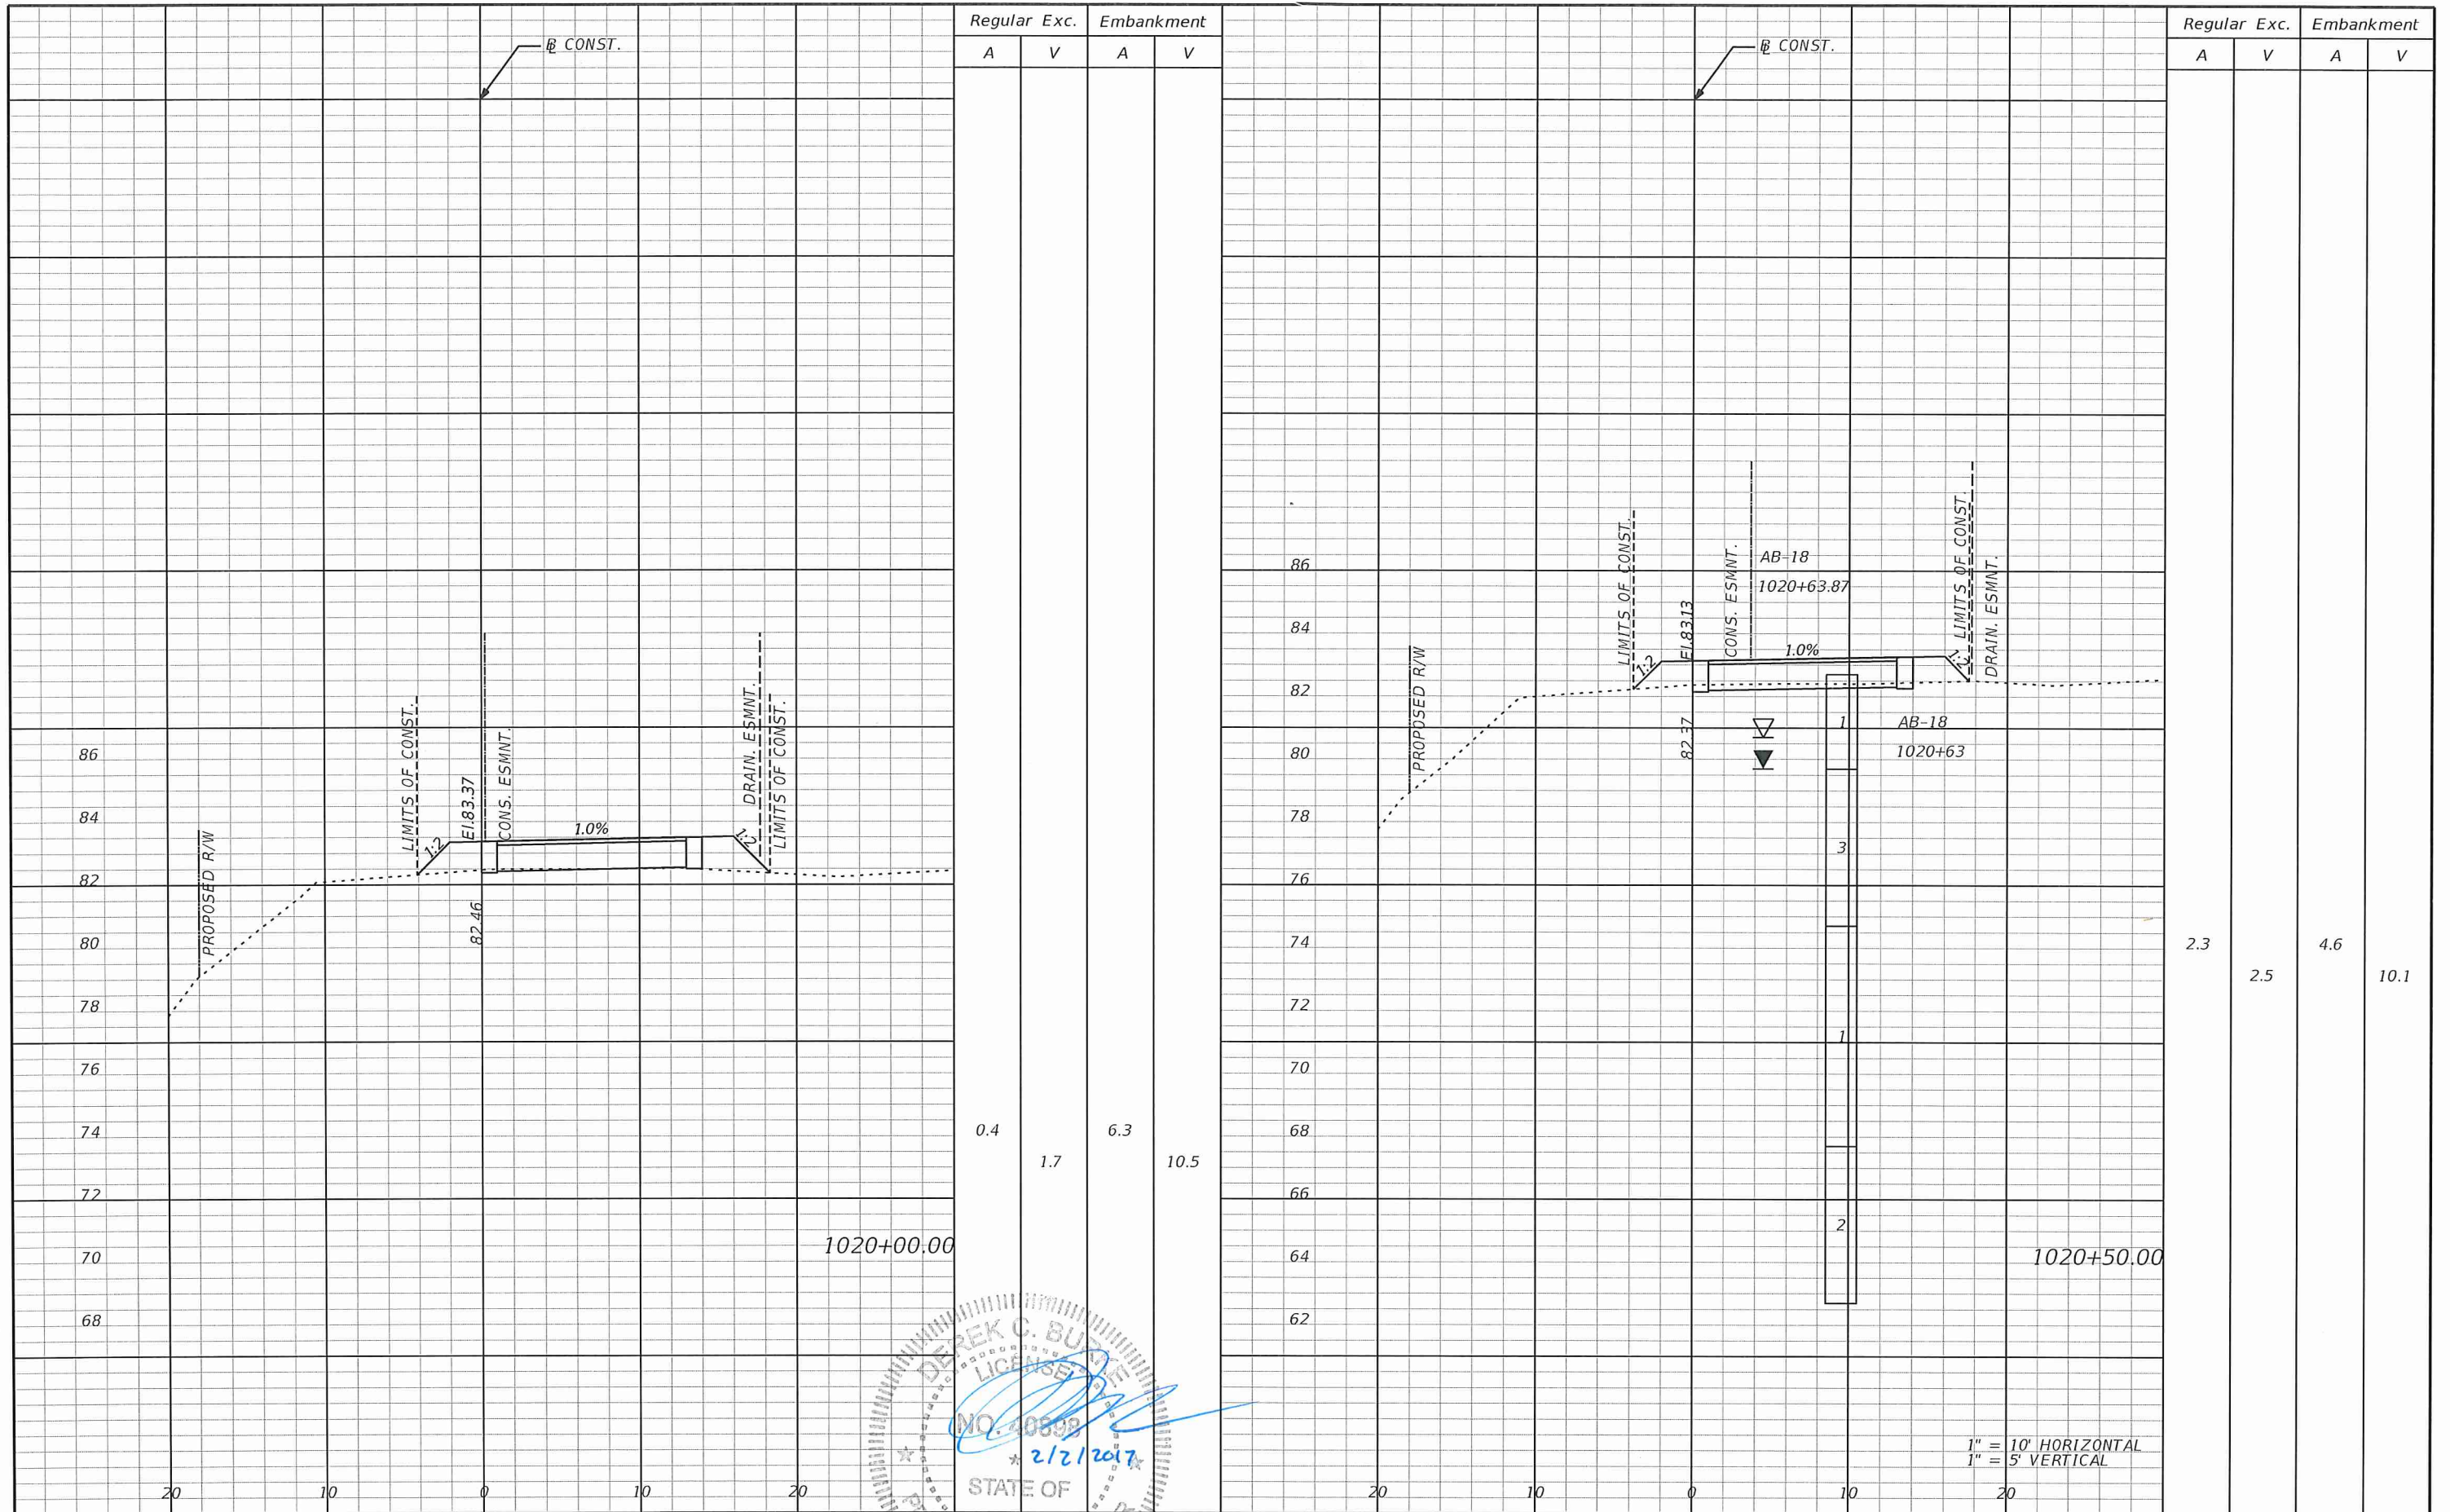 Regular Exc. Embankment
A V A V
℄ CONST.
LIMITS OF CONST.
1:2
El.83.37
CONS. ESMNT.
1.0%
DRAIN. ESMNT.
1:2
LIMITS OF CONST.
PROPOSED R/W
82.46
86
84
82
80
78
76
74
72
70
68
0.4 6.3
1.7 10.5
1020+00.00
20 10 0 10 20
DEREK C. BURKE
LICENSE
NO. 40898
2/2/2017
STATE OF
Regular Exc. Embankment
A V A V
℄ CONST.
LIMITS OF CONST.
1:2
El.83.13
CONS. ESMNT.
AB-18
1020+63.87
1.0%
LIMITS OF CONST.
1:2
DRAIN. ESMNT.
PROPOSED R/W
82.37
1
AB-18
1020+63
3
1
2
86
84
82
80
78
76
74
72
70
68
66
64
62
2.3 4.6
2.5 10.1
1020+50.00
1" = 10' HORIZONTAL
1" = 5' VERTICAL
20 10 0 10 20